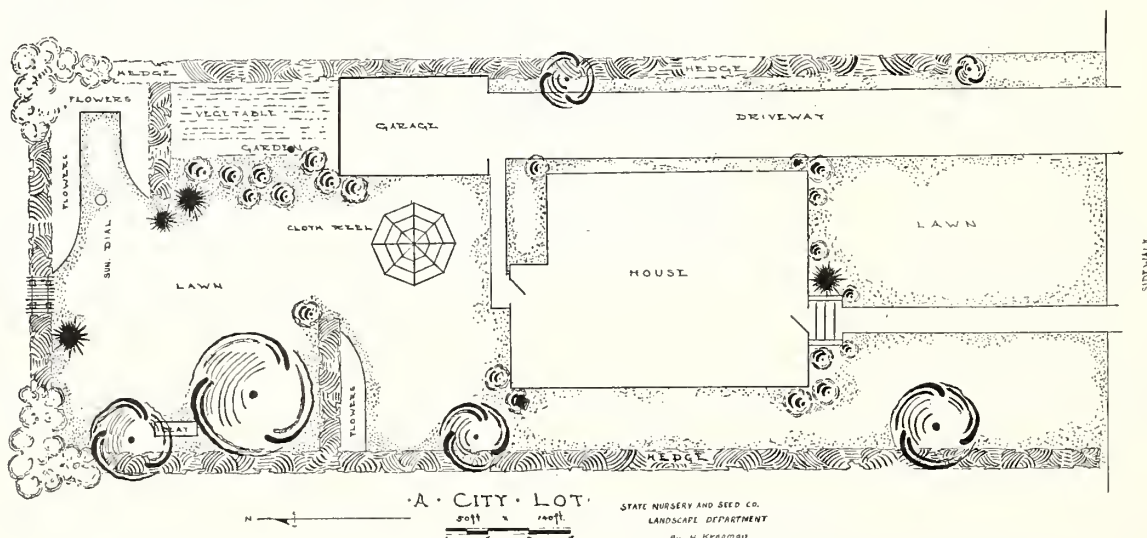 HEDGE
HEDGE
FLOWERS
VEGETABLE
GARDEN
GARAGE
DRIVEWAY
FLOWERS
SUN DIAL
CLOTH REEL
LAWN
HOUSE
LAWN
SEAT
FLOWERS
HEDGE
·A· CITY · LOT·
50ft x 140ft.
N
STATE NURSERY AND SEED CO.
LANDSCAPE DEPARTMENT